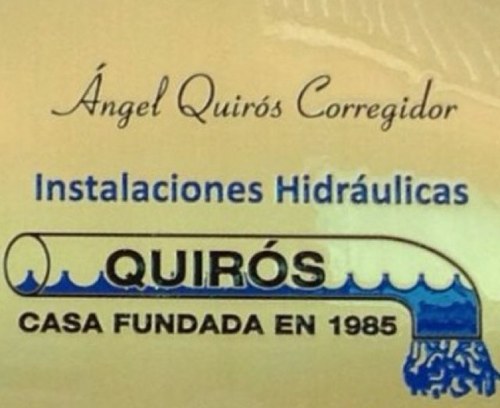 Ángel Quirós Corregidor
Instalaciones Hidráulicas
QUIRÓS
CASA FUNDADA EN 1985